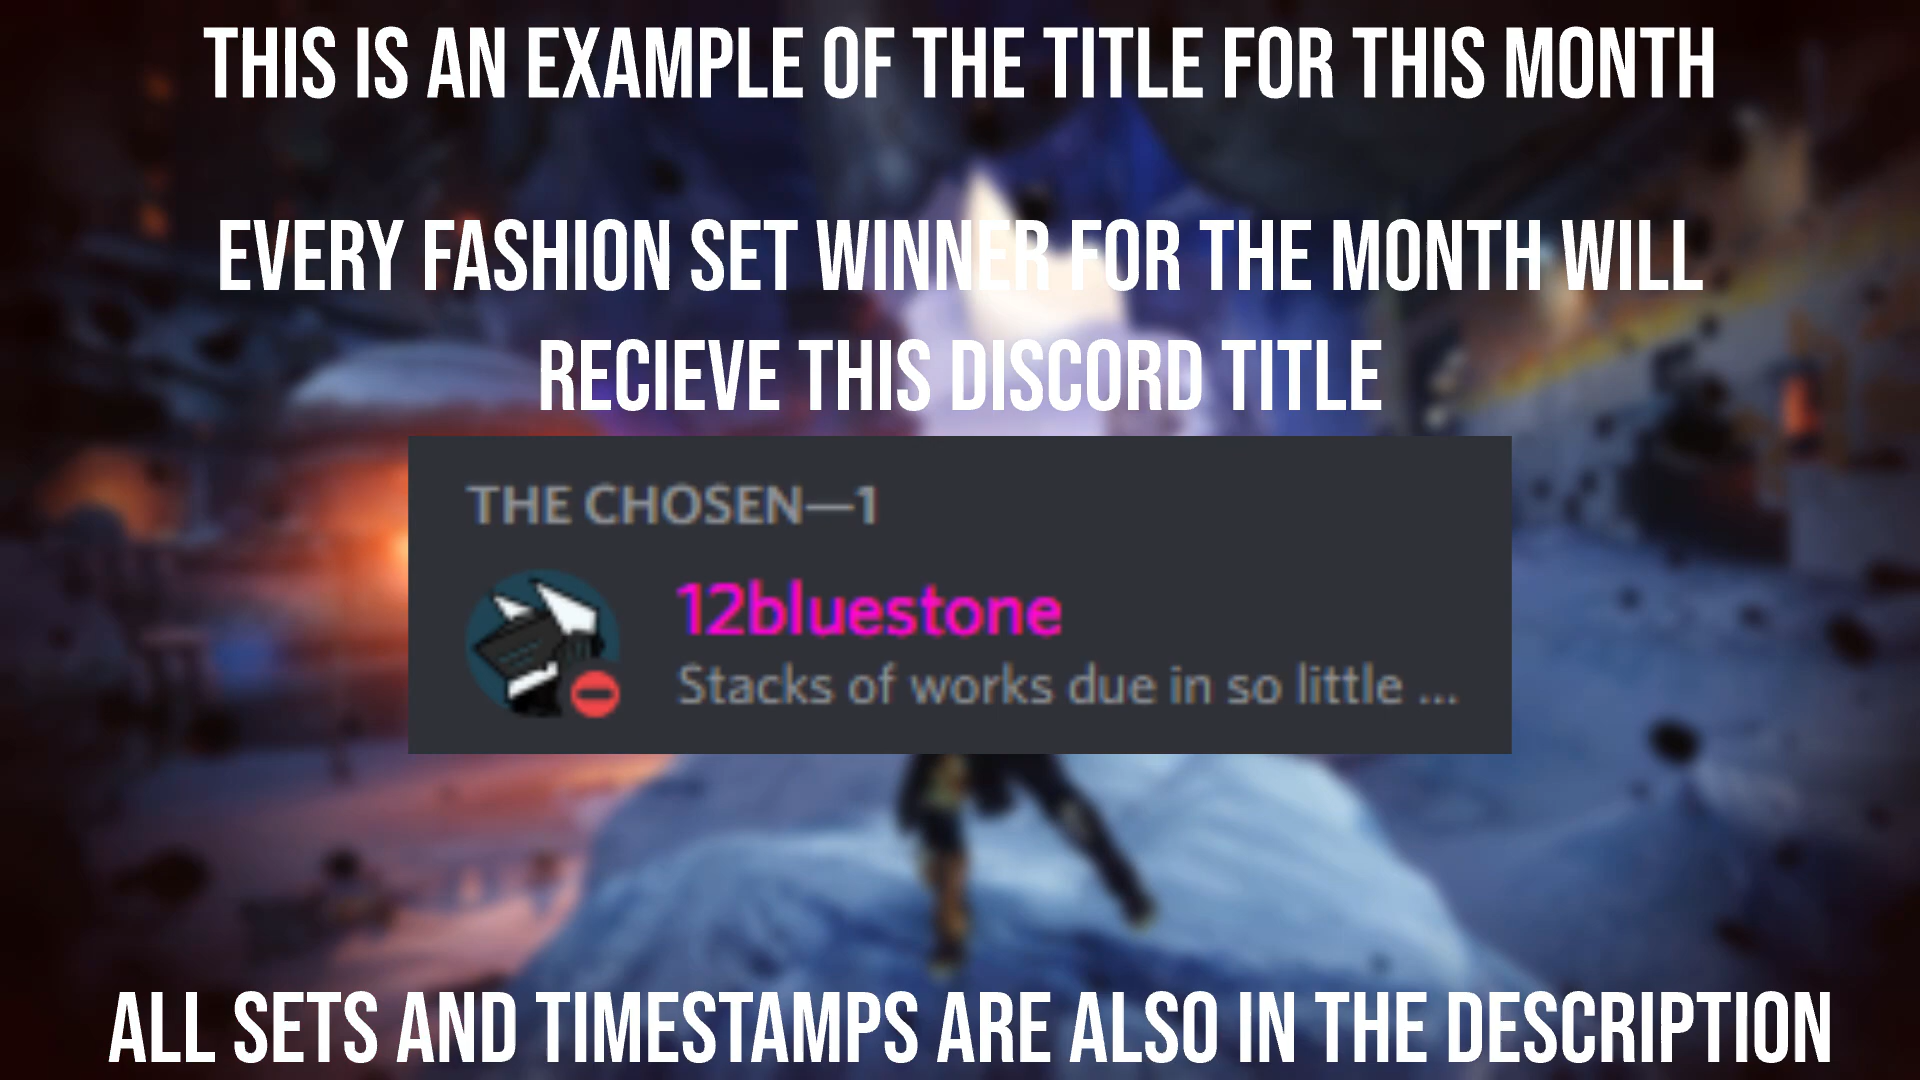 THIS IS AN EXAMPLE OF THE TITLE FOR THIS MONTH
EVERY FASHION SET WINNER FOR THE MONTH WILL
RECIEVE THIS DISCORD TITLE
THE CHOSEN—1
12bluestone
Stacks of works due in so little ...
ALL SETS AND TIMESTAMPS ARE ALSO IN THE DESCRIPTION